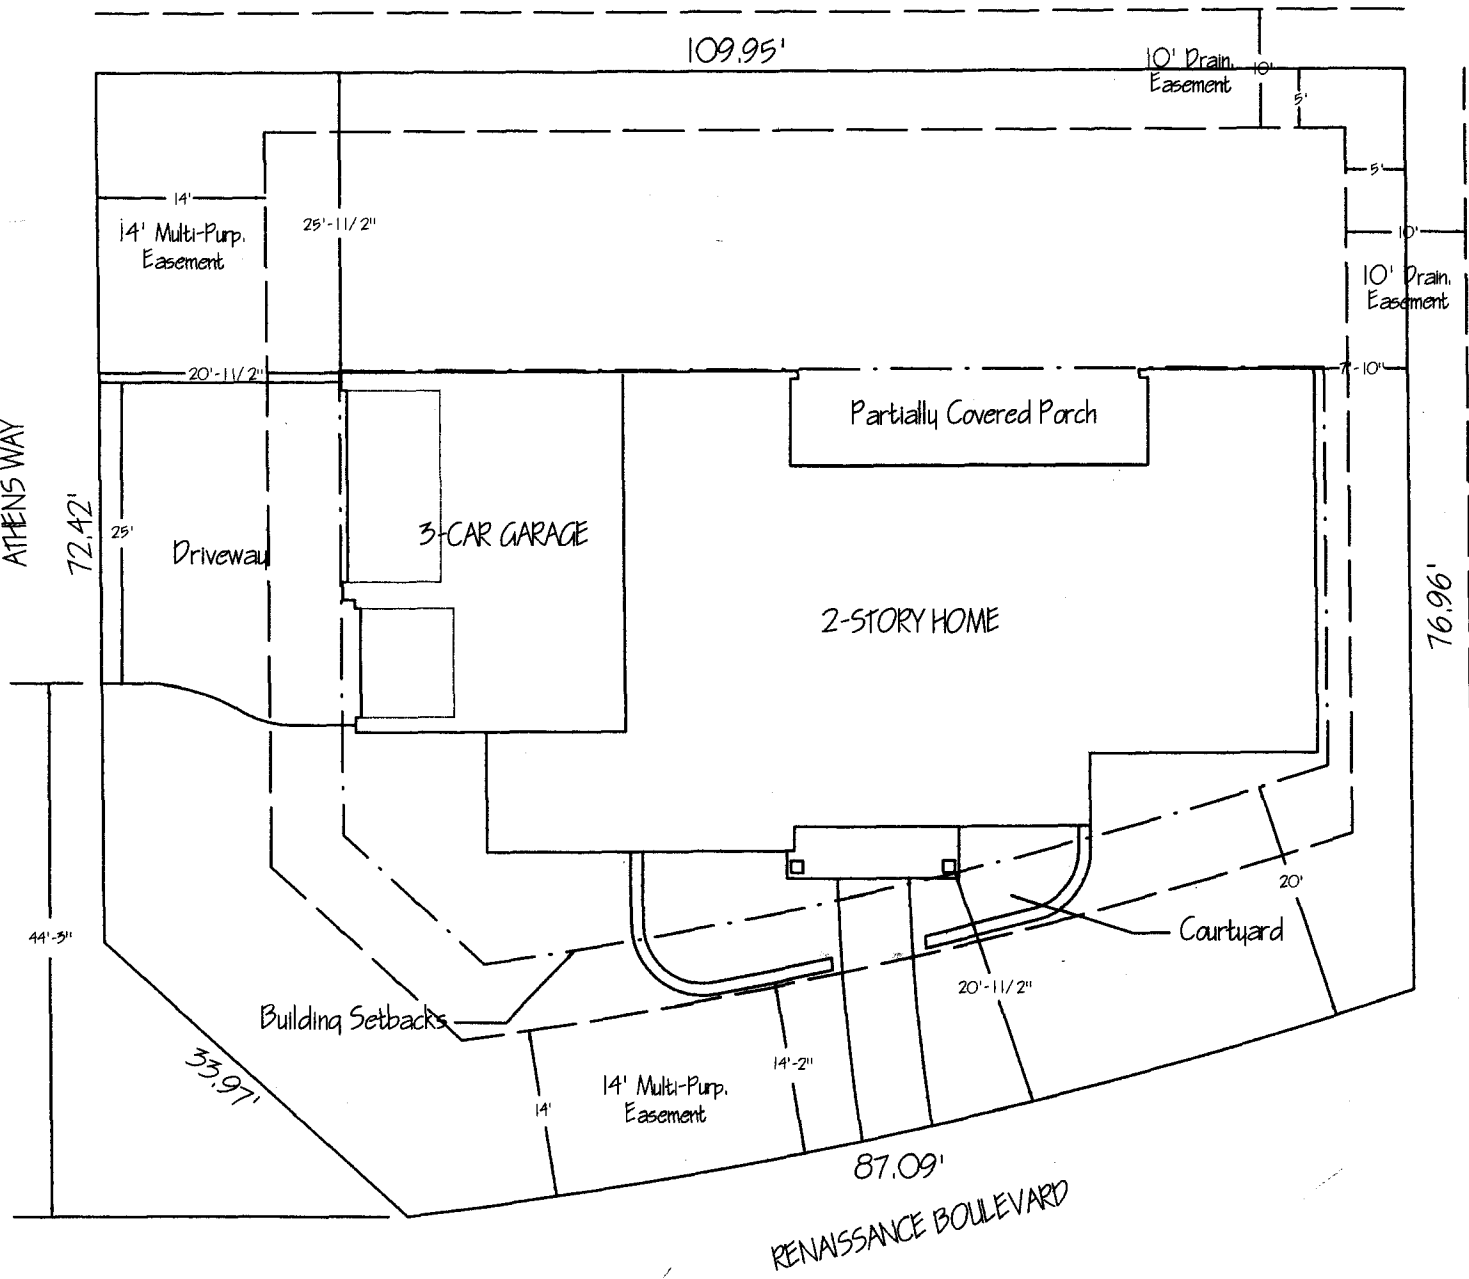 109.95'
10' Drain.
Easement
10'
5'
5'
14'
14' Multi-Purp.
Easement
25'-11/2"
10'
10' Drain.
Easement
20'-11/2"
7'-10"
Partially Covered Porch
ATHENS WAY
72.42'
25'
Driveway
3-CAR GARAGE
2-STORY HOME
76.96'
44'-3"
20'
Courtyard
20'-11/2"
Building Setbacks
33.97'
14'-2"
14' Multi-Purp.
Easement
14'
87.09'
RENAISSANCE BOULEVARD